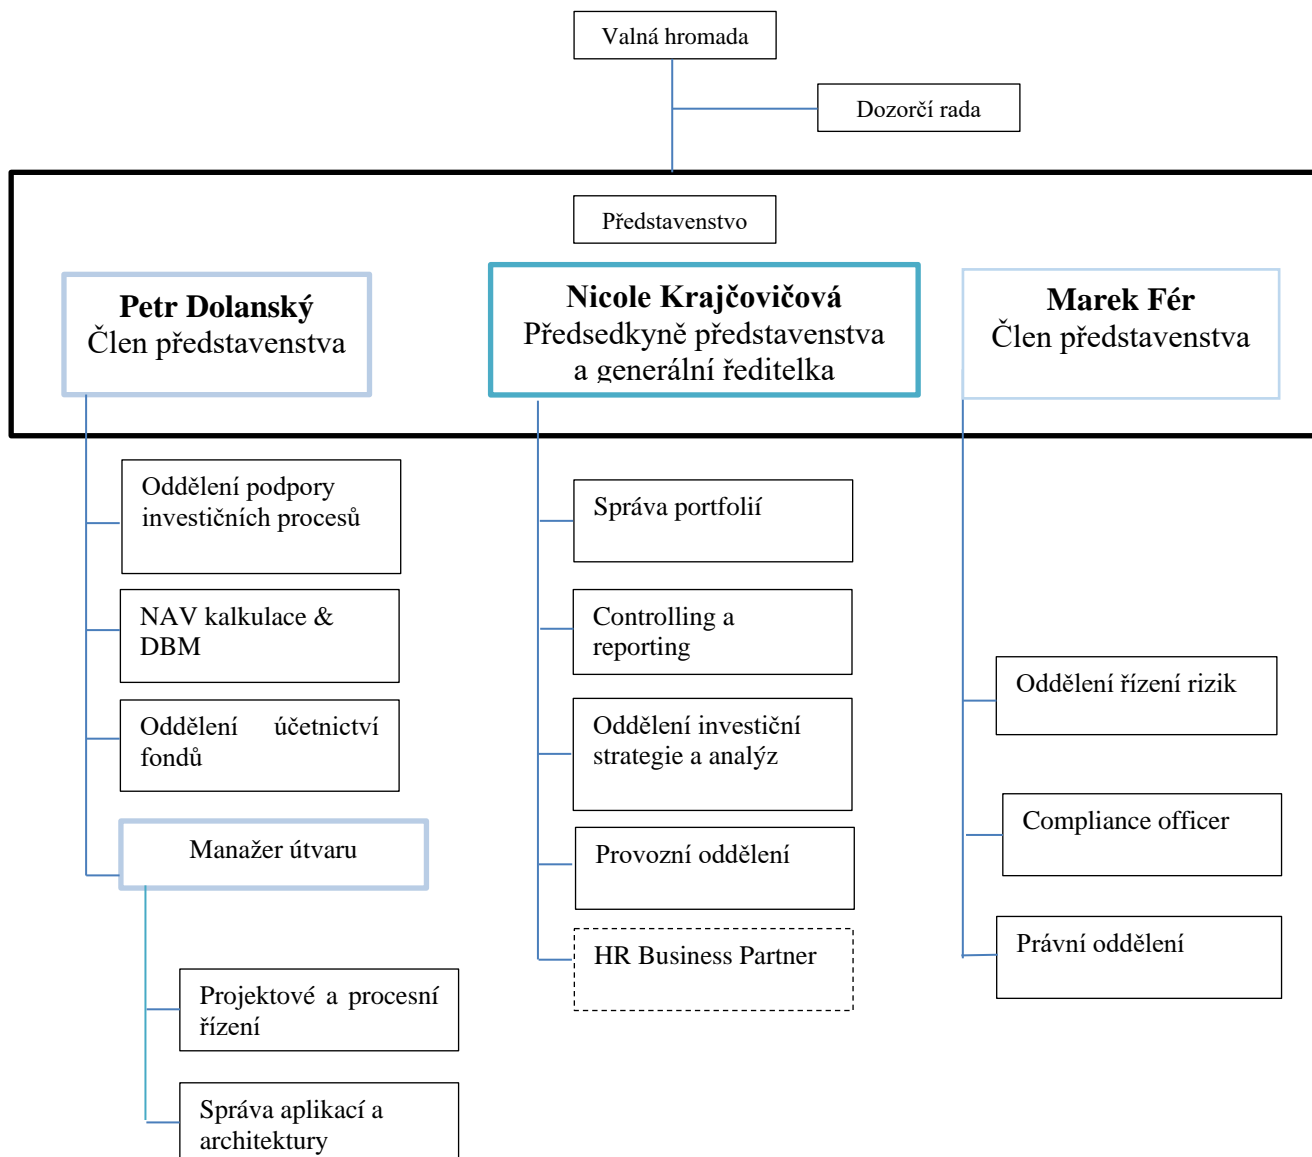 Valná hromada
Dozorčí rada
Představenstvo
Petr Dolanský
Člen představenstva
Nicole Krajčovičová
Předsedkyně představenstva
a generální ředitelka
Marek Fér
Člen představenstva
Oddělení podpory
investičních procesů
NAV kalkulace &
DBM
Oddělení účetnictví
fondů
Manažer útvaru
Projektové a procesní
řízení
Správa aplikací a
architektury
Správa portfolií
Controlling a
reporting
Oddělení investiční
strategie a analýz
Provozní oddělení
HR Business Partner
Oddělení řízení rizik
Compliance officer
Právní oddělení